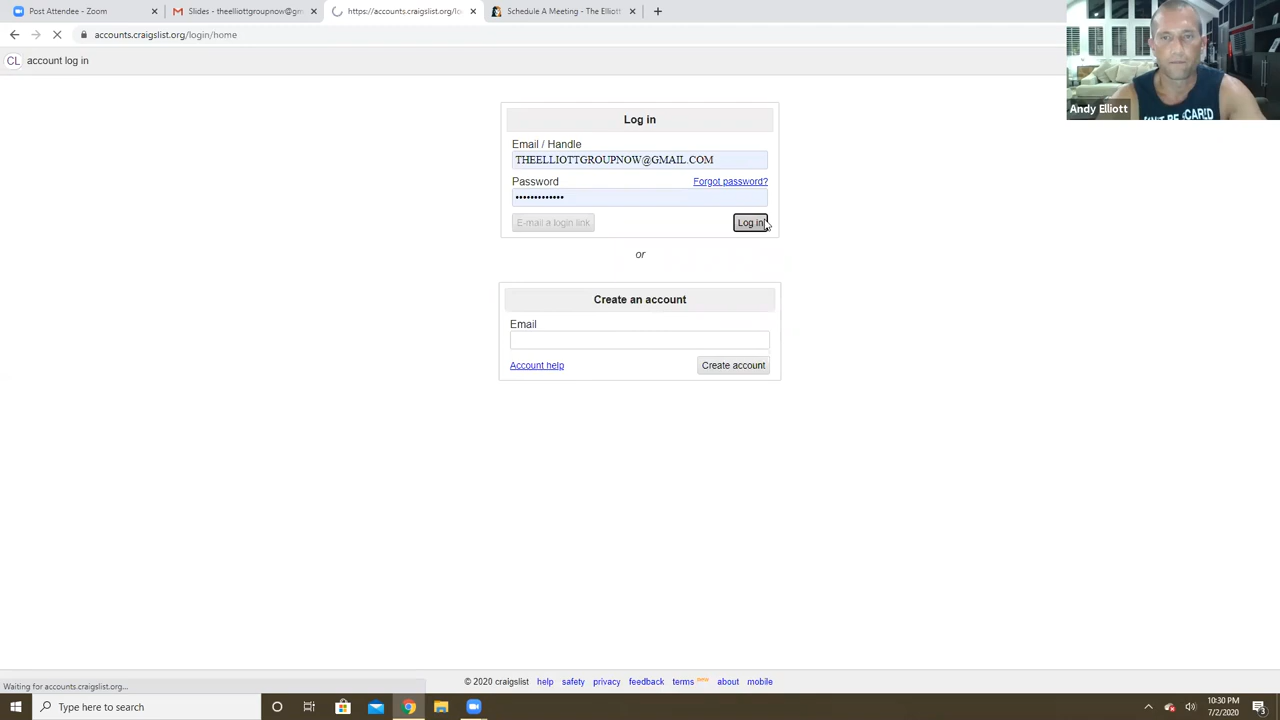 Post Attendee - Zoom
Slides - theelliottgroupnow@gm
https://accounts.craigslist.org/lo
Schedule A Meeting - The Elliott
accounts.craigslist.org/login/home
CL account log in
Andy Elliott
Log in
Email / Handle
THEELLIOTTGROUPNOW@GMAIL.COM
Password
Forgot password?
•••••••••••••
E-mail a login link
Log in
or
Create an account
Email
Account help
Create account
Waiting for accounts.craigslist.org...
© 2020 craigslist
help
safety
privacy
feedback
terms
about
mobile
Type here to search
10:30 PM
7/2/2020
3